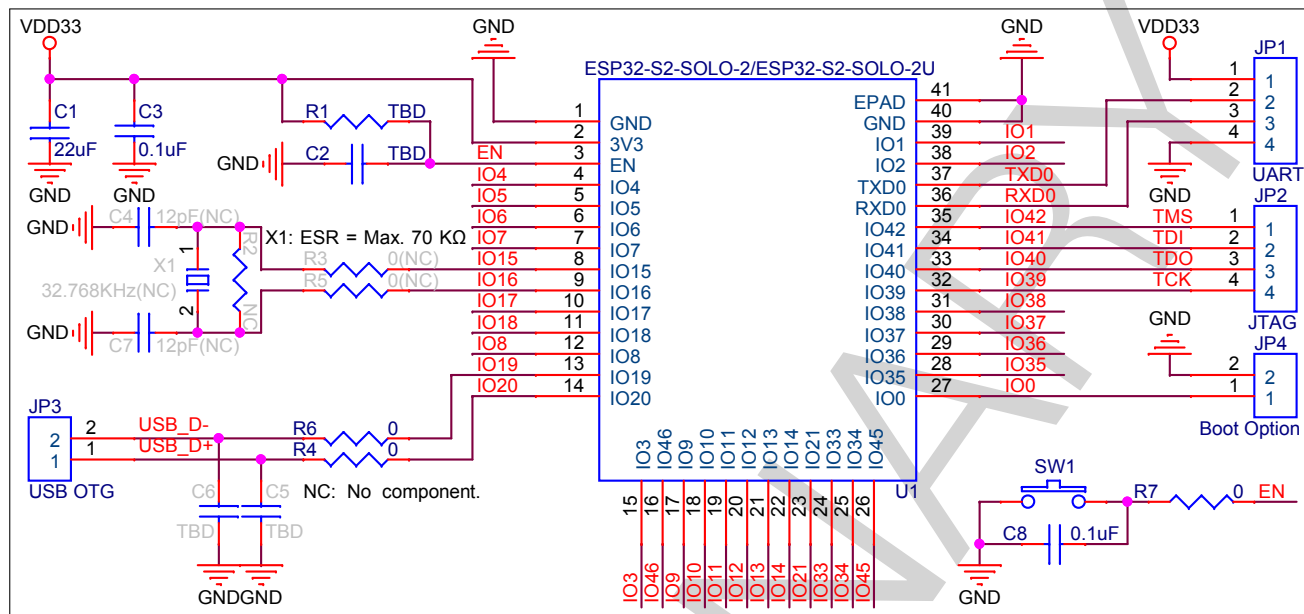 VDD33
GND
GND
VDD33
JP1
ESP32-S2-SOLO-2/ESP32-S2-SOLO-2U
C1
22uF
GND
C3
0.1uF
GND
R1
TBD
GND
C2
TBD
EN
IO4
IO5
IO6
IO7
IO15
IO16
IO17
IO18
IO8
IO19
IO20
1 GND
2 3V3
3 EN
4 IO4
5 IO5
6 IO6
7 IO7
8 IO15
9 IO16
10 IO17
11 IO18
12 IO8
13 IO19
14 IO20
EPAD 41
GND 40
IO1 39 IO1
IO2 38 IO2
TXD0 37 TXD0
RXD0 36 RXD0
IO42 35 IO42 TMS
IO41 34 IO41 TDI
IO40 33 IO40 TDO
IO39 32 IO39 TCK
IO38 31 IO38
IO37 30 IO37
IO36 29 IO36
IO35 28 IO35
IO0 27 IO0
1 1
2 2
3 3
4 4
GND
UART
JP2
1 1
2 2
3 3
4 4
JTAG
GND
JP4
2 2
1 1
Boot Option
GND
C4
12pF(NC)
1
X1
32.768KHz(NC)
2
R2
NC
X1: ESR = Max. 70 KΩ
R3
0(NC)
R5
0(NC)
GND
C7
12pF(NC)
JP3
2 2 USB_D-
1 1 USB_D+
USB OTG
R6
0
R4
0
C6
TBD
C5
TBD
NC: No component.
GND
GND
IO3 IO46 IO9 IO10 IO11 IO12 IO13 IO14 IO21 IO33 IO34 IO45
U1
15 16 17 18 19 20 21 22 23 24 25 26
IO3 IO46 IO9 IO10 IO11 IO12 IO13 IO14 IO21 IO33 IO34 IO45
SW1
R7
0
EN
C8
0.1uF
GND